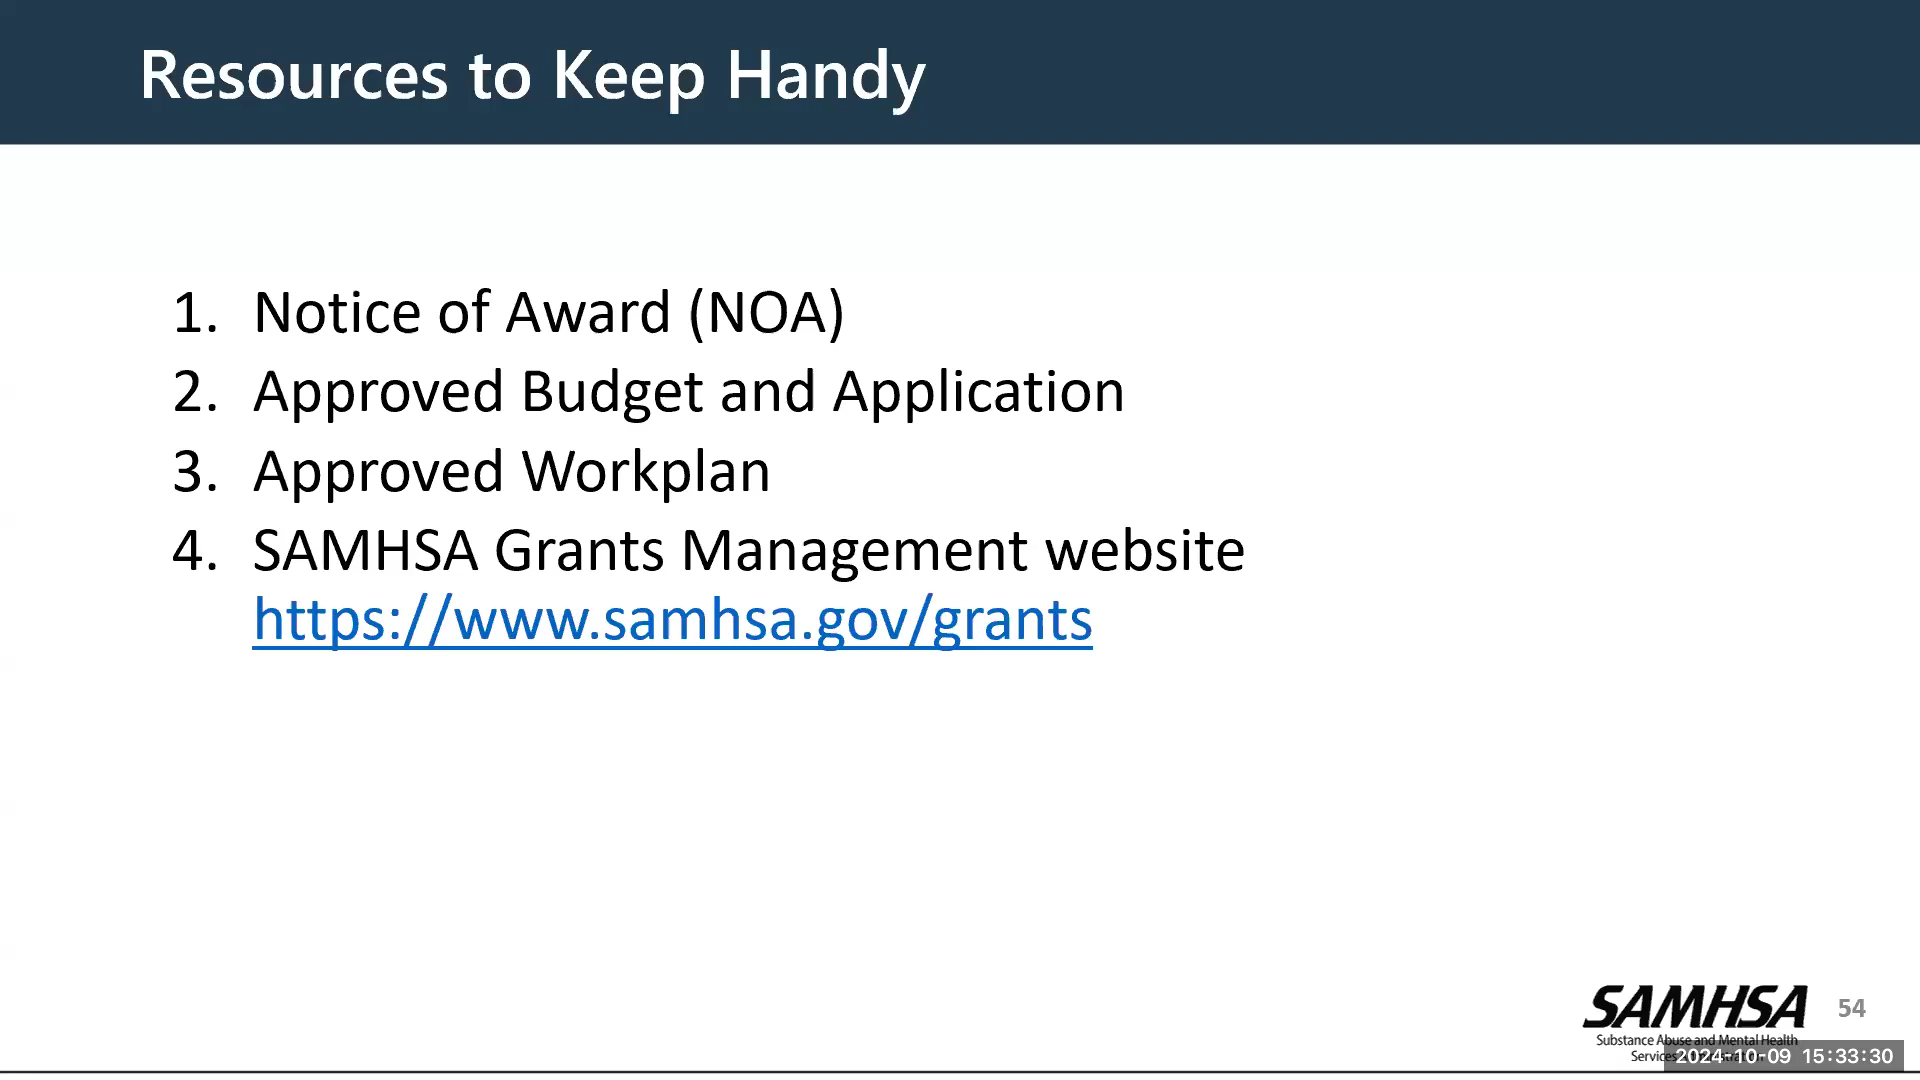 Resources to Keep Handy
1. Notice of Award (NOA)
2. Approved Budget and Application
3. Approved Workplan
4. SAMHSA Grants Management website
https://www.samhsa.gov/grants
SAMHSA
54
Substance Abuse and Mental Health
Services
2024-10-09 15:33:30